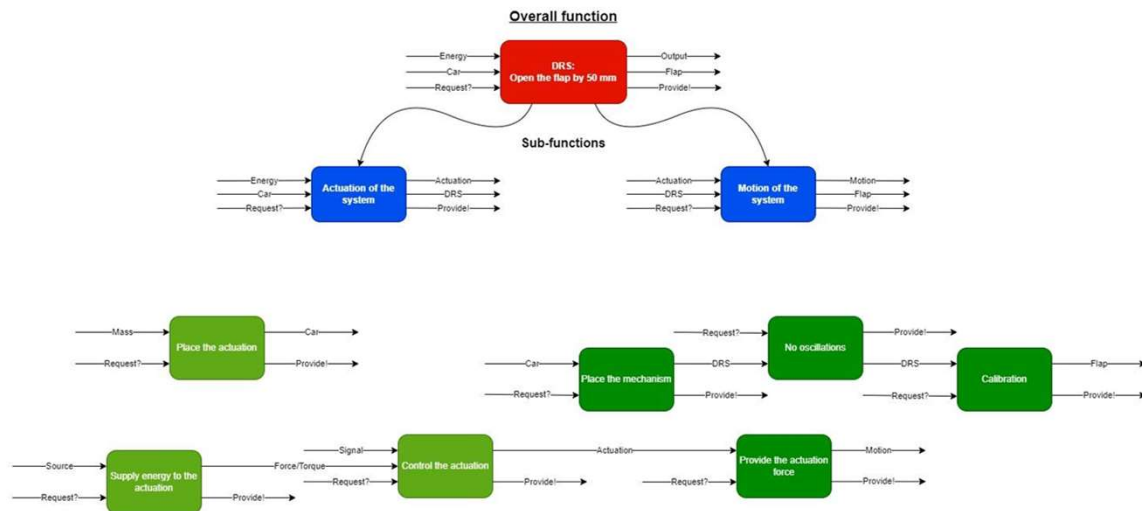 Overall function
Energy
Output
DRS:
Open the flap by 50 mm
Car
Flap
Request?
Provide!
Sub-functions
Energy
Actuation
Actuation of the
system
Car
DRS
Request?
Provide!
Actuation
Motion
Motion of the
system
DRS
Flap
Request?
Provide!
Mass
Car
Place the actuation
Request?
Provide!
Request?
Provide!
No oscillations
Car
DRS
DRS
Flap
Place the mechanism
Calibration
Request?
Provide!
Request?
Provide!
Signal
Actuation
Motion
Source
Force/Torque
Supply energy to the
actuation
Control the actuation
Provide the actuation
force
Request?
Provide!
Request?
Provide!
Request?
Provide!